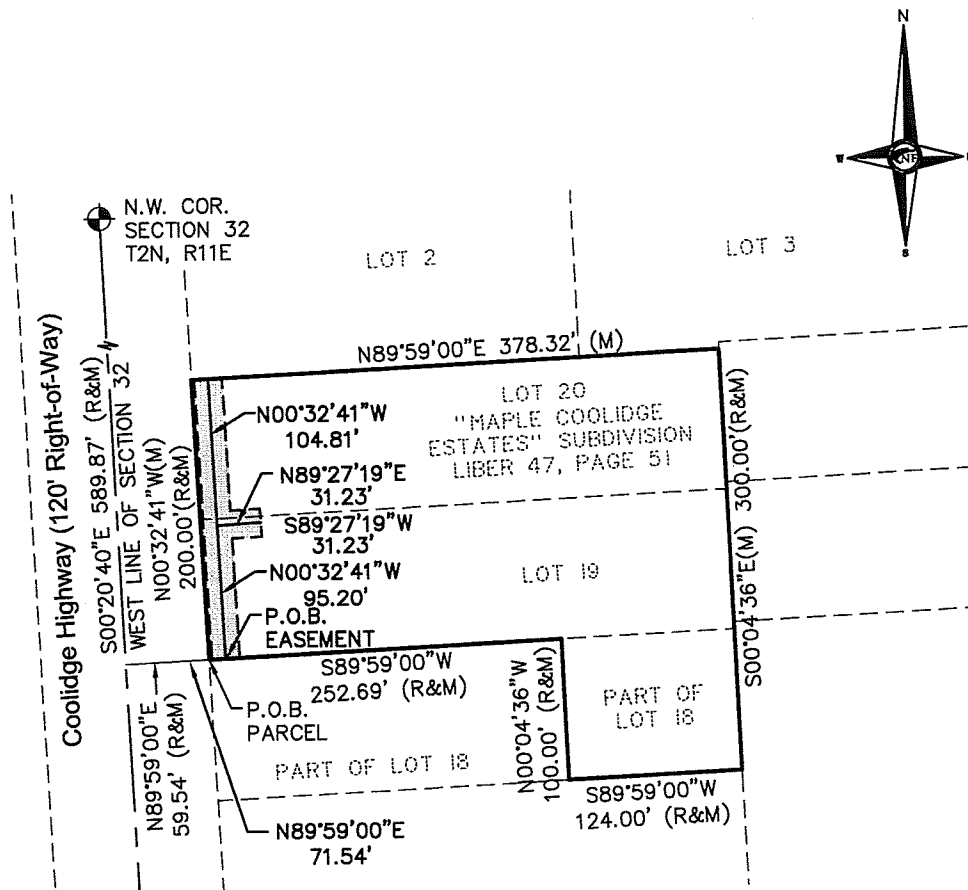 N
W
S
N.W. COR.
SECTION 32
T2N, R11E
LOT 2
LOT 3
Coolidge Highway (120' Right-of-Way)
S00°20'40"E 589.87' (R&M)
WEST LINE OF SECTION 32
N00°32'41"W(M)
200.00'(R&M)
N89°59'00"E 378.32' (M)
LOT 20
"MAPLE COOLIDGE
ESTATES" SUBDIVISION
LIBER 47, PAGE 51
N00°32'41"W
104.81'
N89°27'19"E
31.23'
S89°27'19"W
31.23'
N00°32'41"W
95.20'
LOT 19
P.O.B.
EASEMENT
S00°04'36"E(M) 300.00'(R&M)
S89°59'00"W
252.69' (R&M)
P.O.B.
PARCEL
N00°04'36"W
100.00' (R&M)
PART OF
LOT 18
PART OF LOT 18
N89°59'00"E
59.54' (R&M)
S89°59'00"W
124.00' (R&M)
N89°59'00"E
71.54'